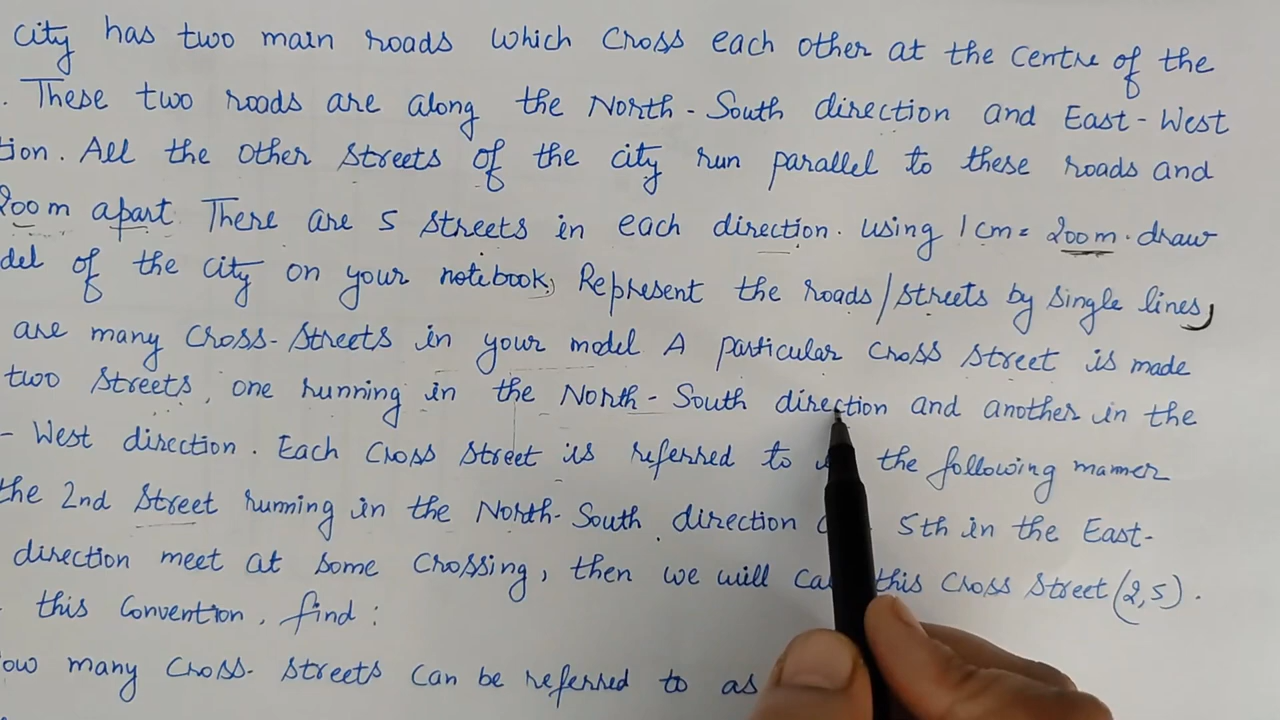 city has two main roads which cross each other at the centre of the
. These two roads are along the North - South direction and East - West
tion. All the other streets of the city run parallel to these roads and
200m apart. There are 5 streets in each direction. using 1cm = 200m. draw
del of the city on your notebook, Represent the roads/streets by single lines,
are many cross-streets in your model A particular cross street is made
two streets, one running in the North - South direction and another in the
- West direction. Each cross street is referred to the following manner
the 2nd street running in the North-South direction 5th in the East-
direction meet at some crossing, then we will ca this cross street (2,5).
this convention, find:
ow many cross-streets can be referred to as